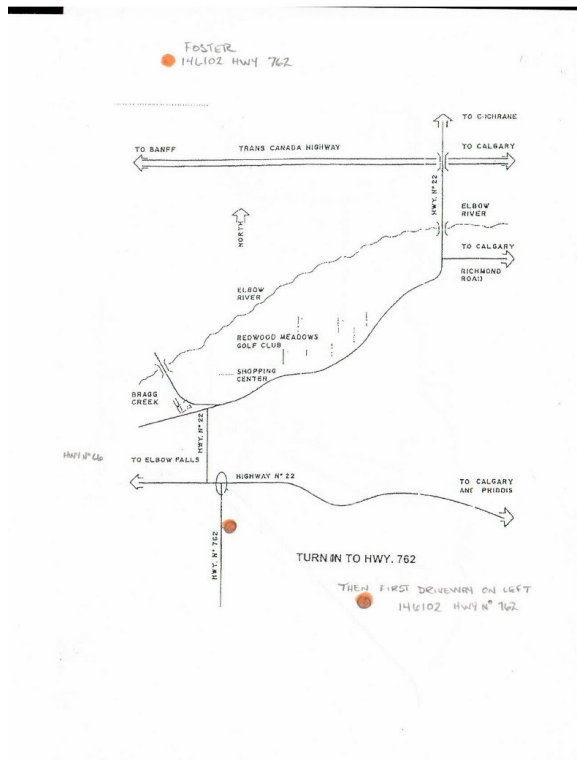 FOSTER
146102 HWY 762
TO COCHRANE
TO BANFF
TRANS CANADA HIGHWAY
TO CALGARY
HWY. Nº 22
NORTH
ELBOW
RIVER
TO CALGARY
RICHMOND
ROAD
ELBOW
RIVER
REDWOOD MEADOWS
GOLF CLUB
SHOPPING
CENTER
BRAGG
CREEK
HWY. Nº 22
HWY Nº 66
TO ELBOW FALLS
HIGHWAY Nº 22
TO CALGARY
AND PRIDDIS
HWY. Nº 762
TURN ON TO HWY. 762
THEN FIRST DRIVEWAY ON LEFT
146102 HWY Nº 762